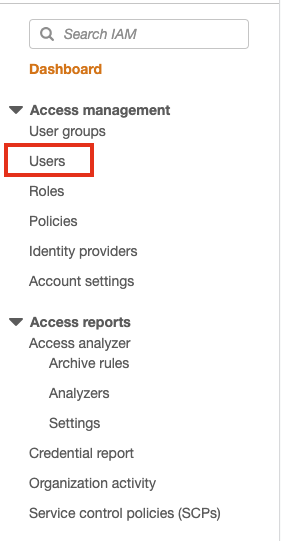 Search IAM
Dashboard
Access management
User groups
Users
Roles
Policies
Identity providers
Account settings
Access reports
Access analyzer
Archive rules
Analyzers
Settings
Credential report
Organization activity
Service control policies (SCPs)